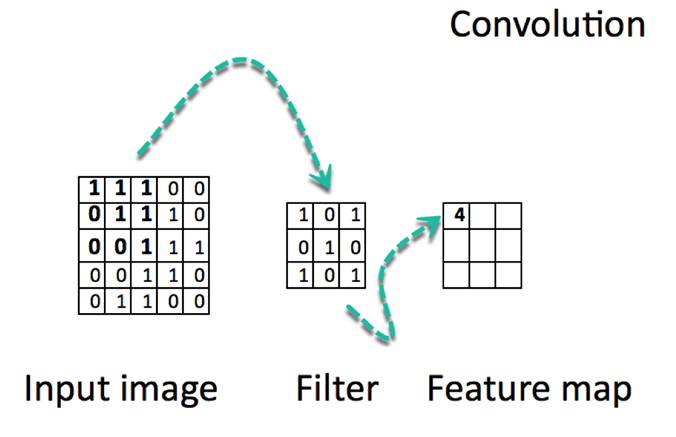 Convolution
1 1 1 0 0
0 1 1 1 0
0 0 1 1 1
0 0 1 1 0
0 1 1 0 0
1 0 1
0 1 0
1 0 1
4
Input image
Filter
Feature map